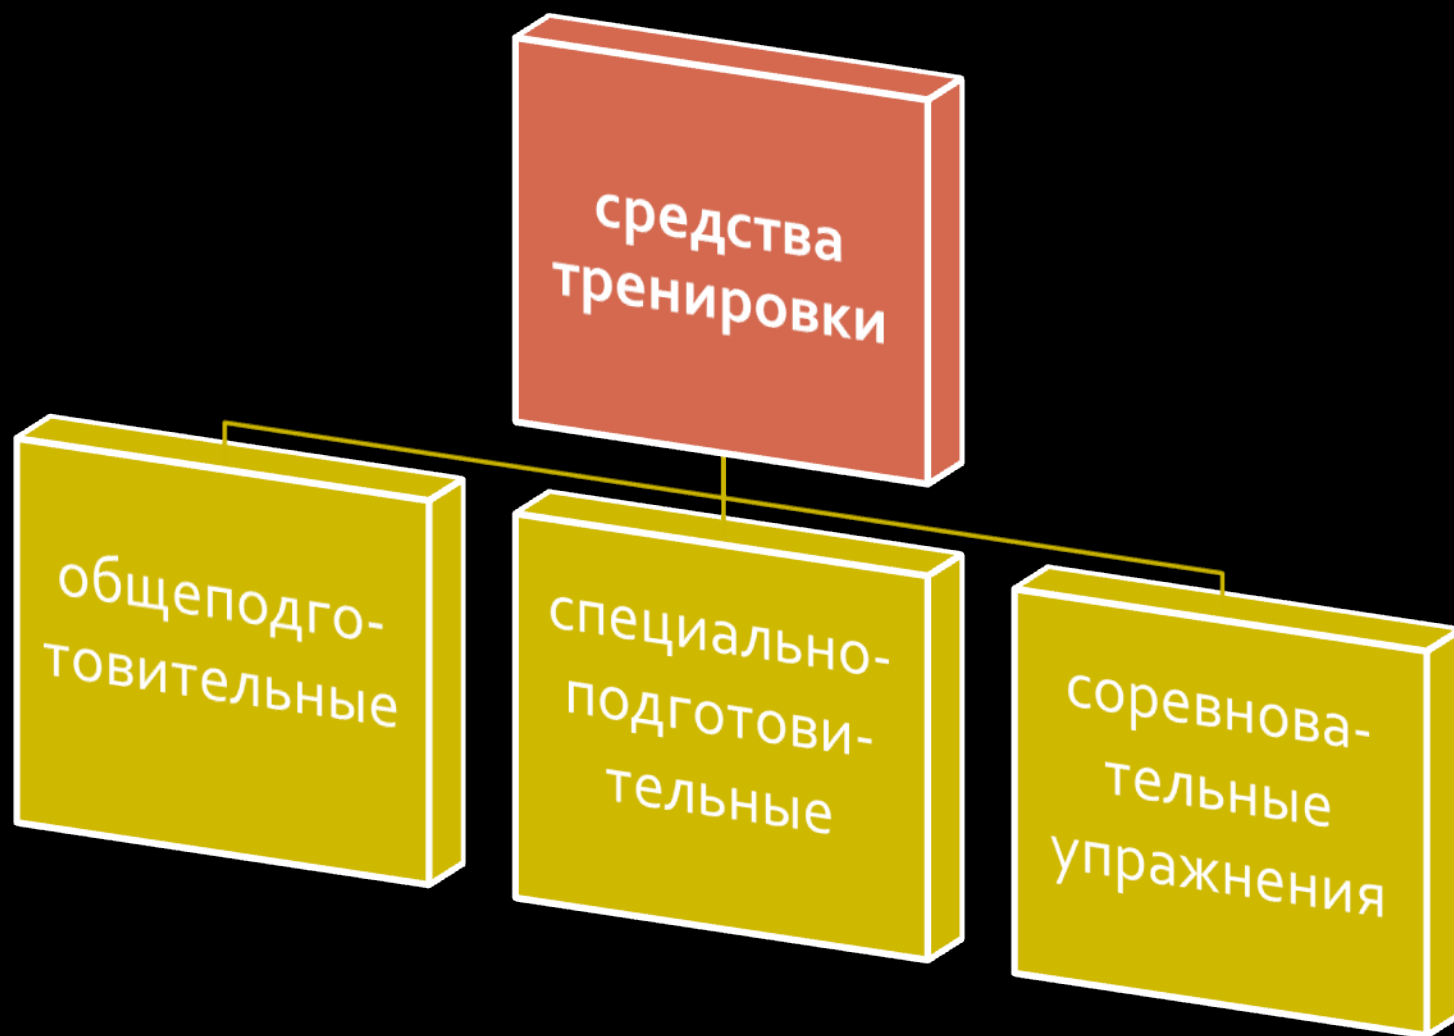 средства
тренировки
общеподго-
товительные
специально-
подготови-
тельные
соревнова-
тельные
упражнения